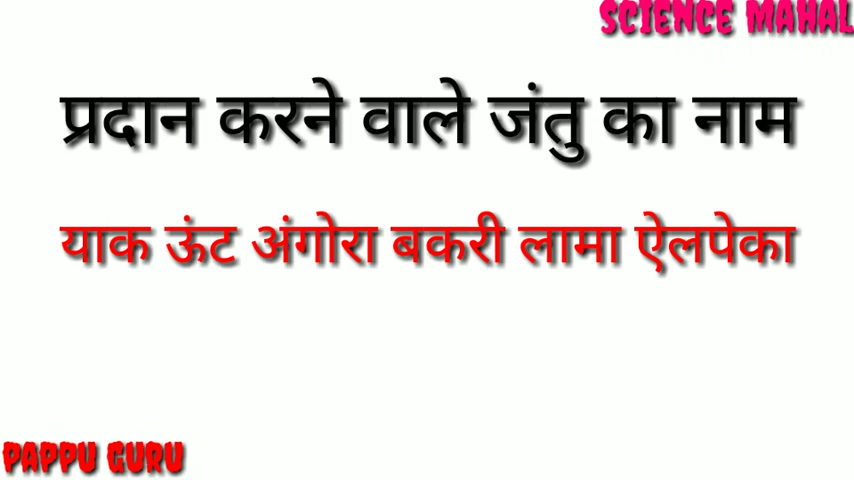 SCIENCE MAHAL
प्रदान करने वाले जंतु का नाम
याक ऊंट अंगोरा बकरी लामा ऐलपेका
PAPPU GURU